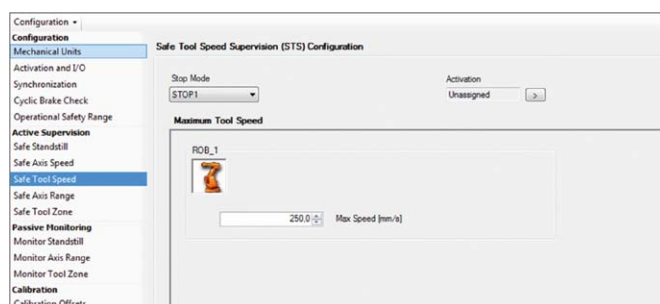 Configuration
Configuration
Mechanical Units
Activation and I/O
Synchronization
Cyclic Brake Check
Operational Safety Range
Active Supervision
Safe Standstill
Safe Axis Speed
Safe Tool Speed
Safe Axis Range
Safe Tool Zone
Passive Monitoring
Monitor Standstill
Monitor Axis Range
Monitor Tool Zone
Calibration
Calibration Offsets
Safe Tool Speed Supervision (STS) Configuration
Stop Mode
STOP1
Activation
Unassigned >
Maximum Tool Speed
ROB_1
250,0 Max Speed [mm/s]